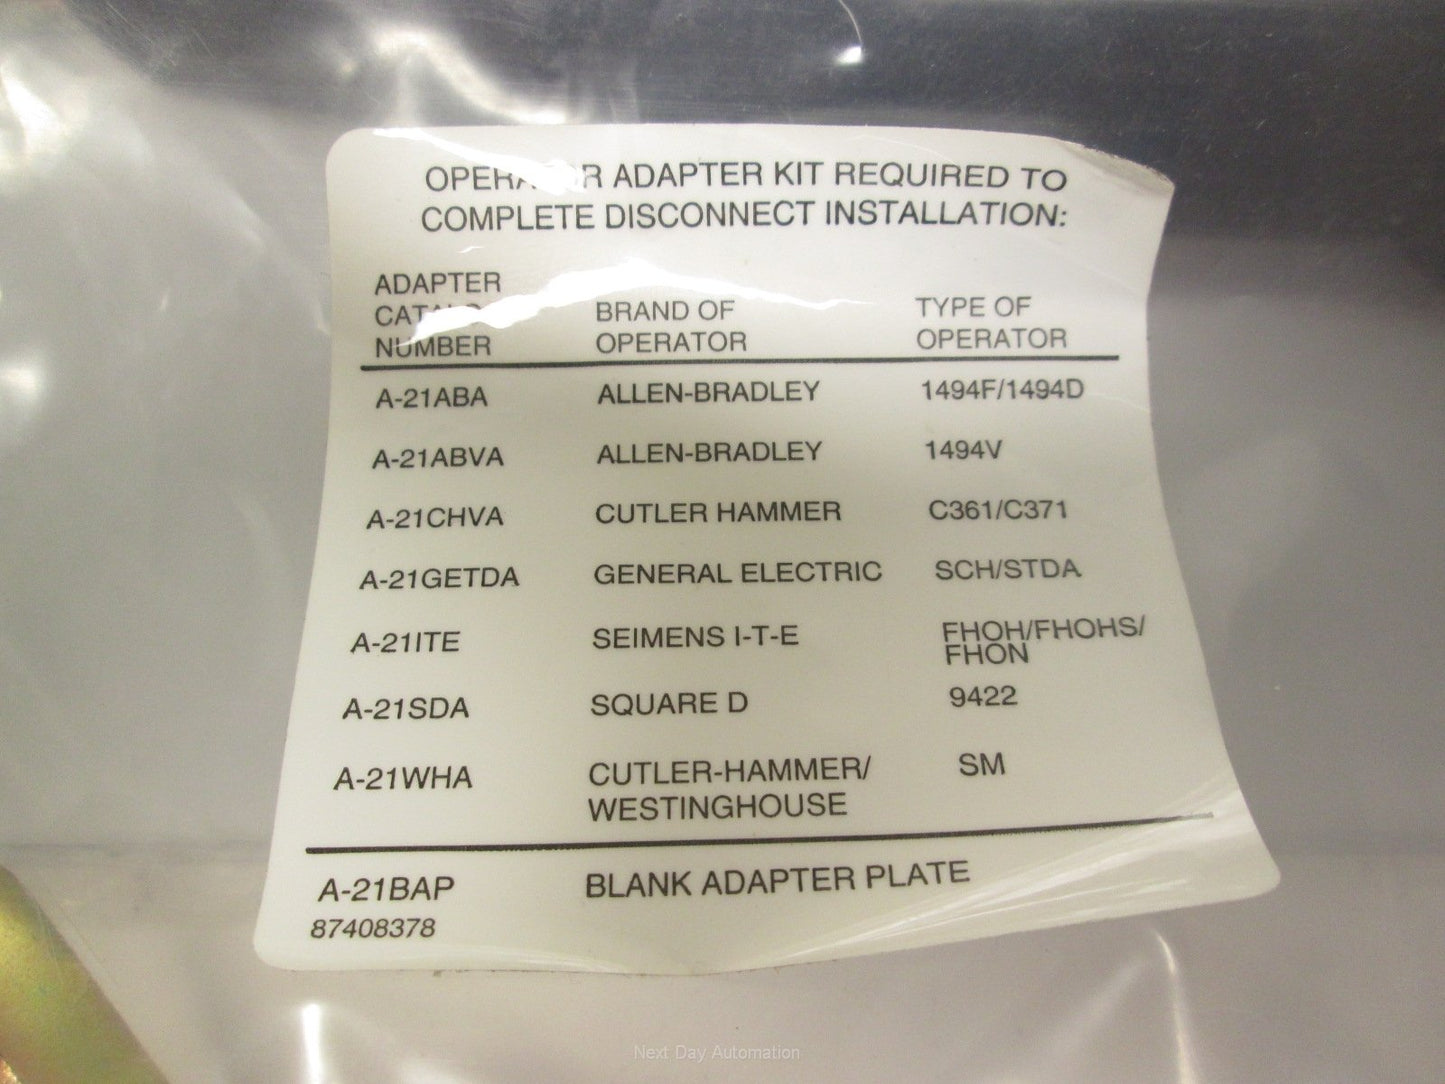 OPERATOR ADAPTER KIT REQUIRED TO
COMPLETE DISCONNECT INSTALLATION:
ADAPTER
CATALOG BRAND OF TYPE OF
NUMBER OPERATOR OPERATOR
A-21ABA ALLEN-BRADLEY 1494F/1494D
A-21ABVA ALLEN-BRADLEY 1494V
A-21CHVA CUTLER HAMMER C361/C371
A-21GETDA GENERAL ELECTRIC SCH/STDA
A-21ITE SEIMENS I-T-E FHOH/FHOHS/
FHON
A-21SDA SQUARE D 9422
A-21WHA CUTLER-HAMMER/ SM
WESTINGHOUSE
A-21BAP BLANK ADAPTER PLATE
87408378
Next Day Automation